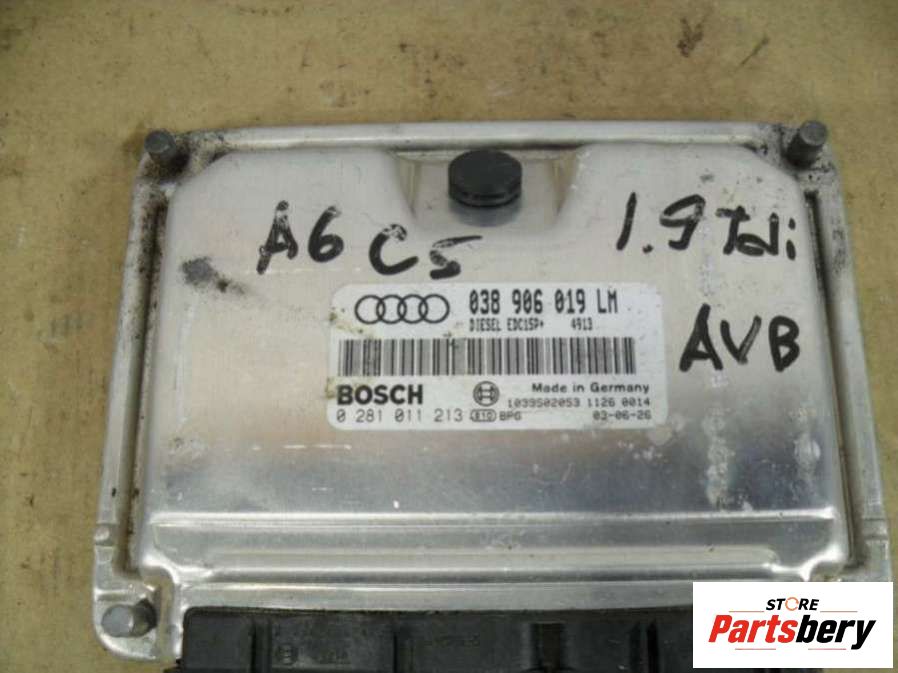 A6 C5
1.9 Tdi
AVB
038 906 019 LM
DIESEL EDC15P+ 4913
BOSCH
Made in Germany
1039S02053 1126 0014
0 281 011 213 e10 BPG 03-06-26
STORE
Partsbery